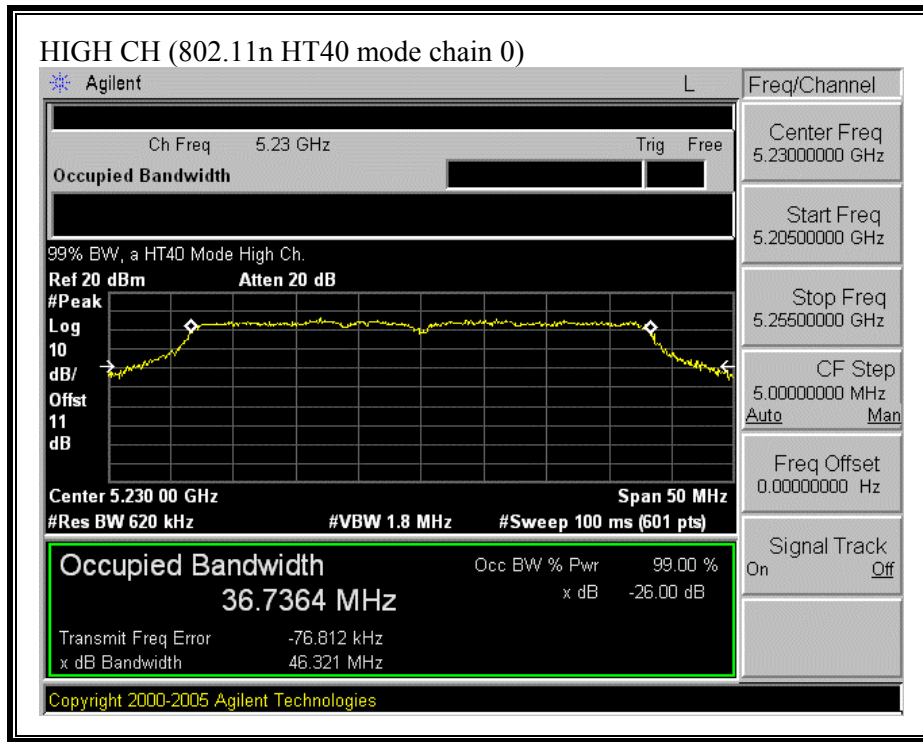 HIGH CH (802.11n HT40 mode chain 0)
Agilent L Freq/Channel
Ch Freq 5.23 GHz Trig Free
Occupied Bandwidth
Center Freq
5.23000000 GHz
Start Freq
5.20500000 GHz
Stop Freq
5.25500000 GHz
CF Step
5.00000000 MHz
Auto Man
Freq Offset
0.00000000 Hz
Signal Track
On Off
99% BW, a HT40 Mode High Ch.
Ref 20 dBm Atten 20 dB
#Peak
Log
10
dB/
Offst
11
dB
Center 5.230 00 GHz Span 50 MHz
#Res BW 620 kHz #VBW 1.8 MHz #Sweep 100 ms (601 pts)
Occupied Bandwidth Occ BW % Pwr 99.00 %
36.7364 MHz x dB -26.00 dB
Transmit Freq Error -76.812 kHz
x dB Bandwidth 46.321 MHz
Copyright 2000-2005 Agilent Technologies